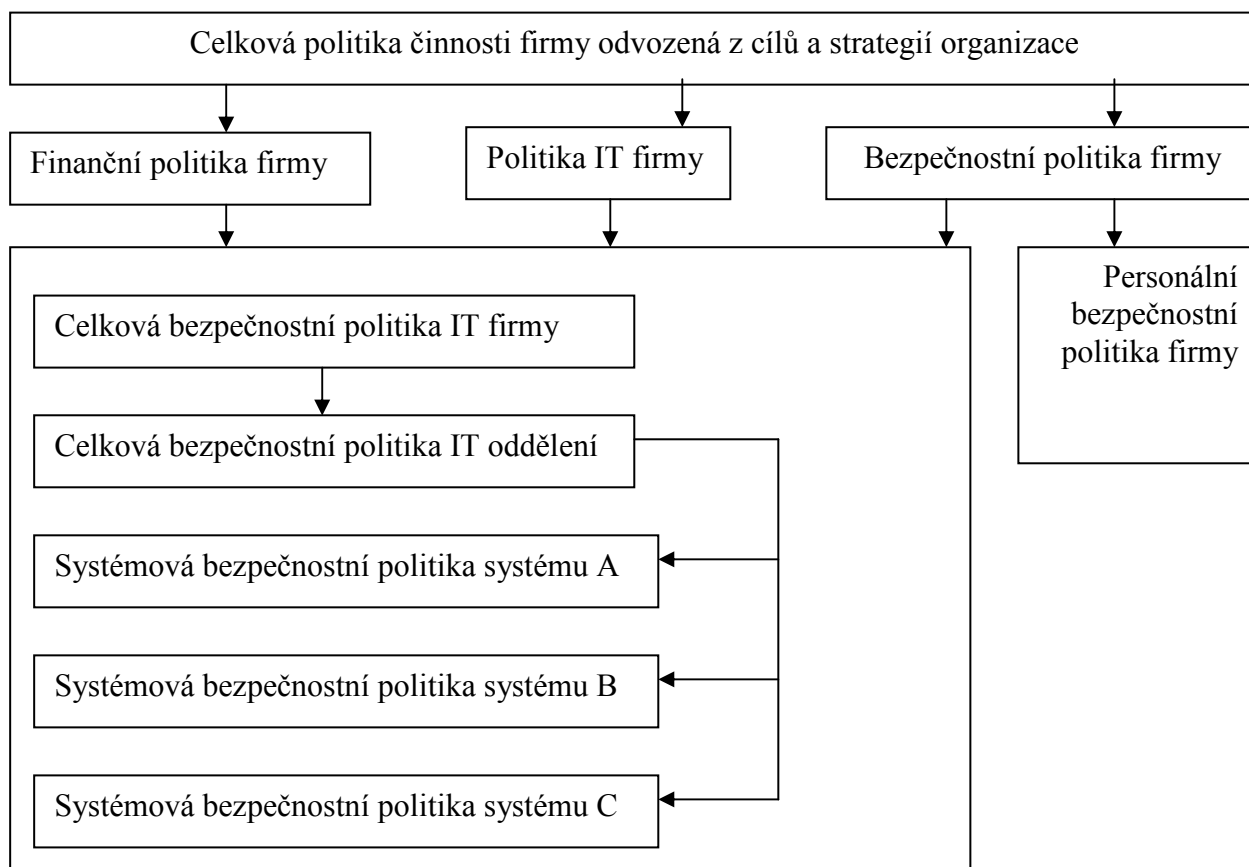 Celková politika činnosti firmy odvozená z cílů a strategií organizace
Finanční politika firmy
Politika IT firmy
Bezpečnostní politika firmy
Celková bezpečnostní politika IT firmy
Personální
bezpečnostní
politika firmy
Celková bezpečnostní politika IT oddělení
Systémová bezpečnostní politika systému A
Systémová bezpečnostní politika systému B
Systémová bezpečnostní politika systému C